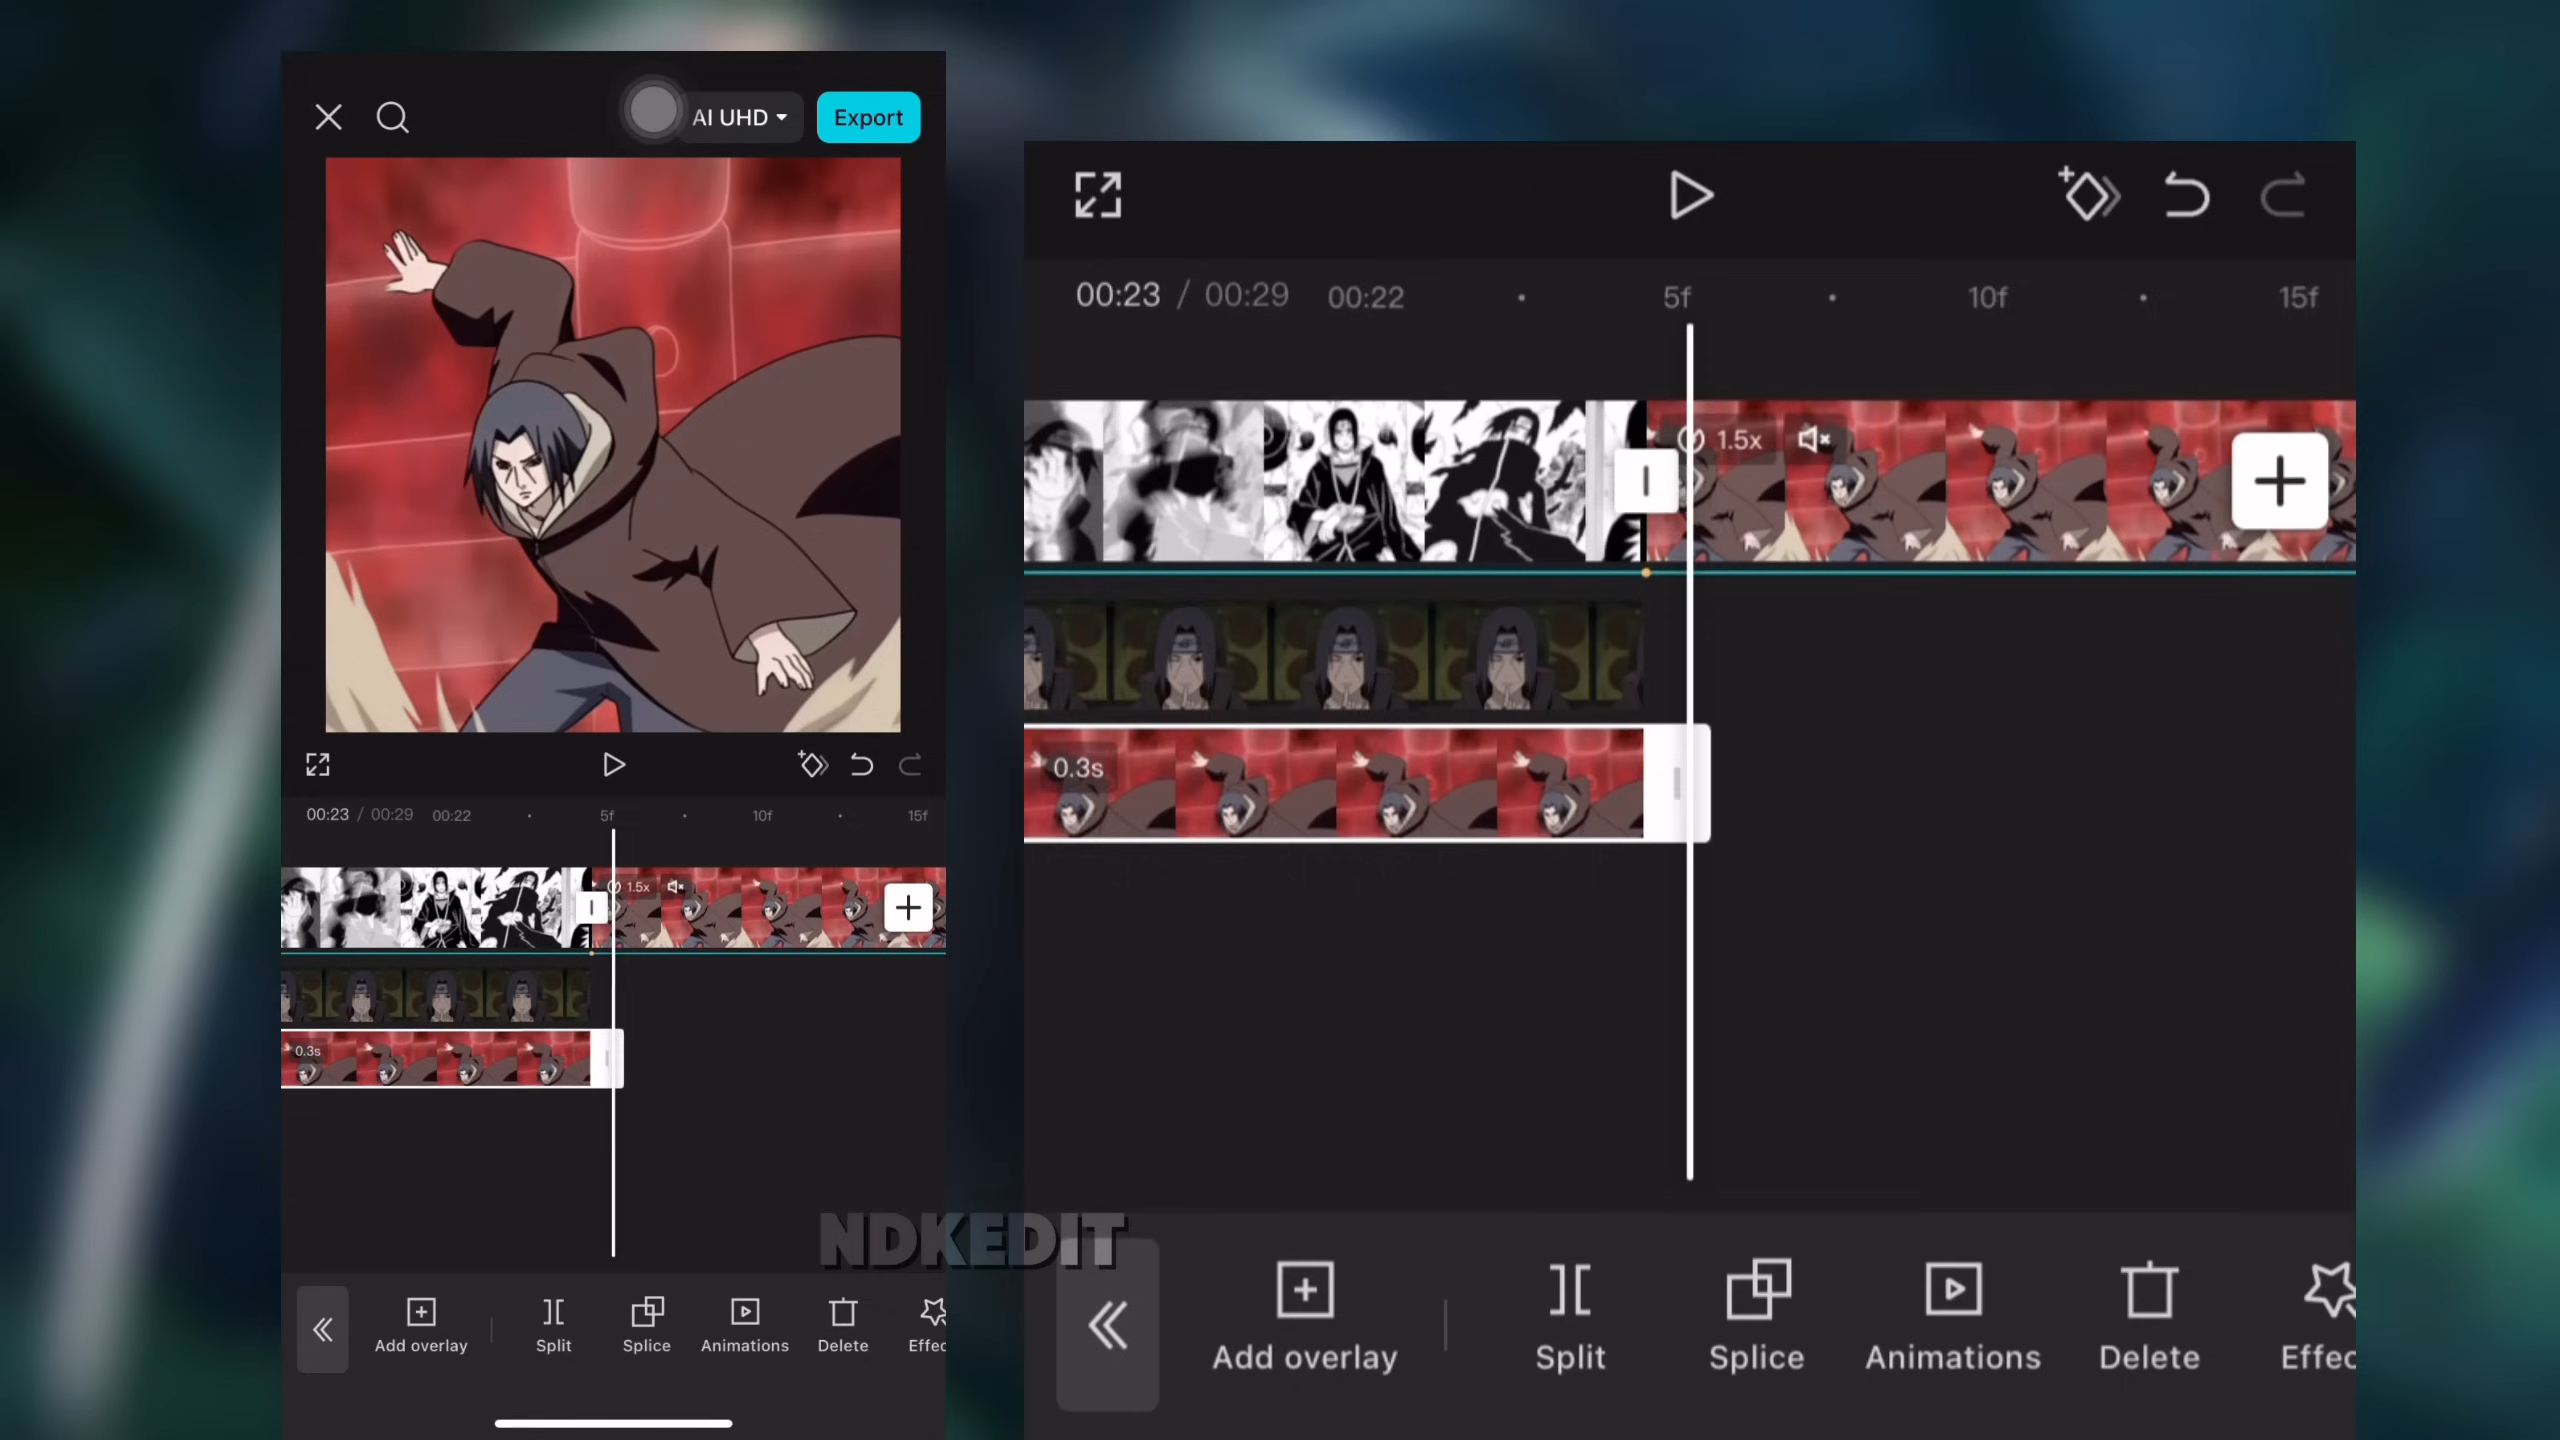 AI UHD
Export
00:23 / 00:29 00:22 5f 10f 15f
1.5x
0.3s
Add overlay Split Splice Animations Delete Effec
00:23 / 00:29 00:22 5f 10f 15f
1.5x
0.3s
NDKEDIT
Add overlay Split Splice Animations Delete Effec